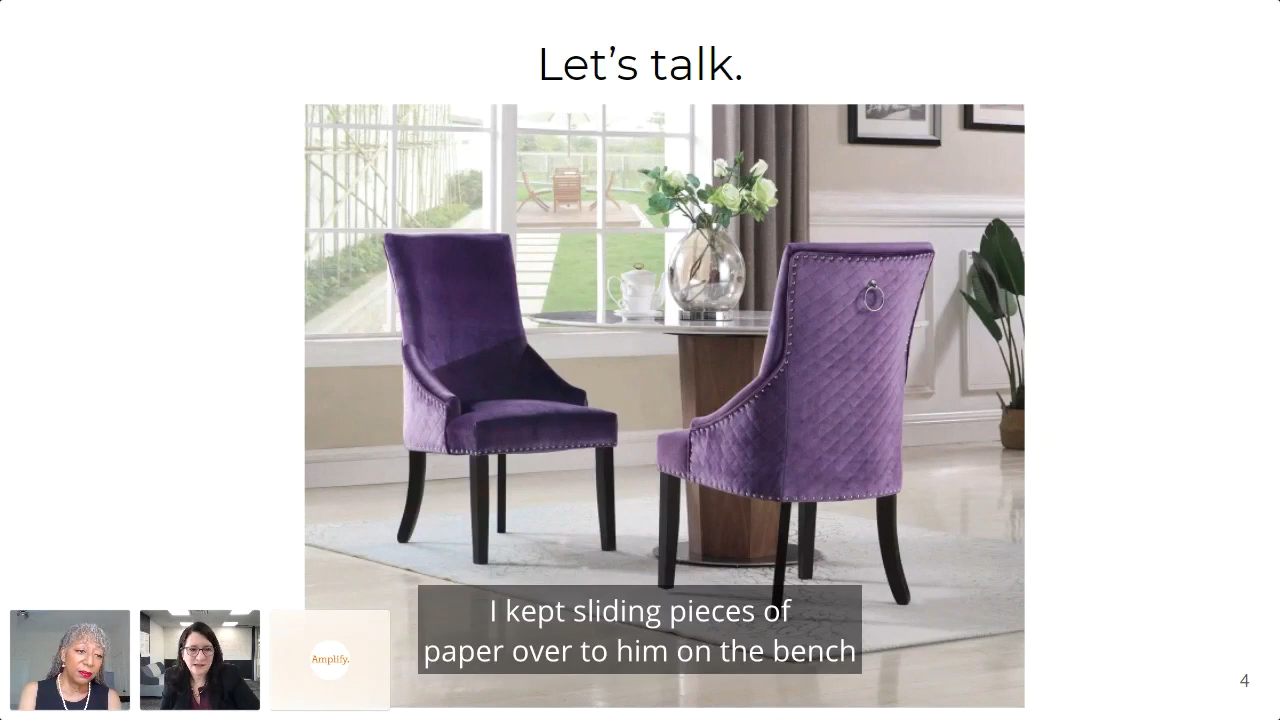 Let's talk.
I kept sliding pieces of
paper over to him on the bench
Amplify.
4